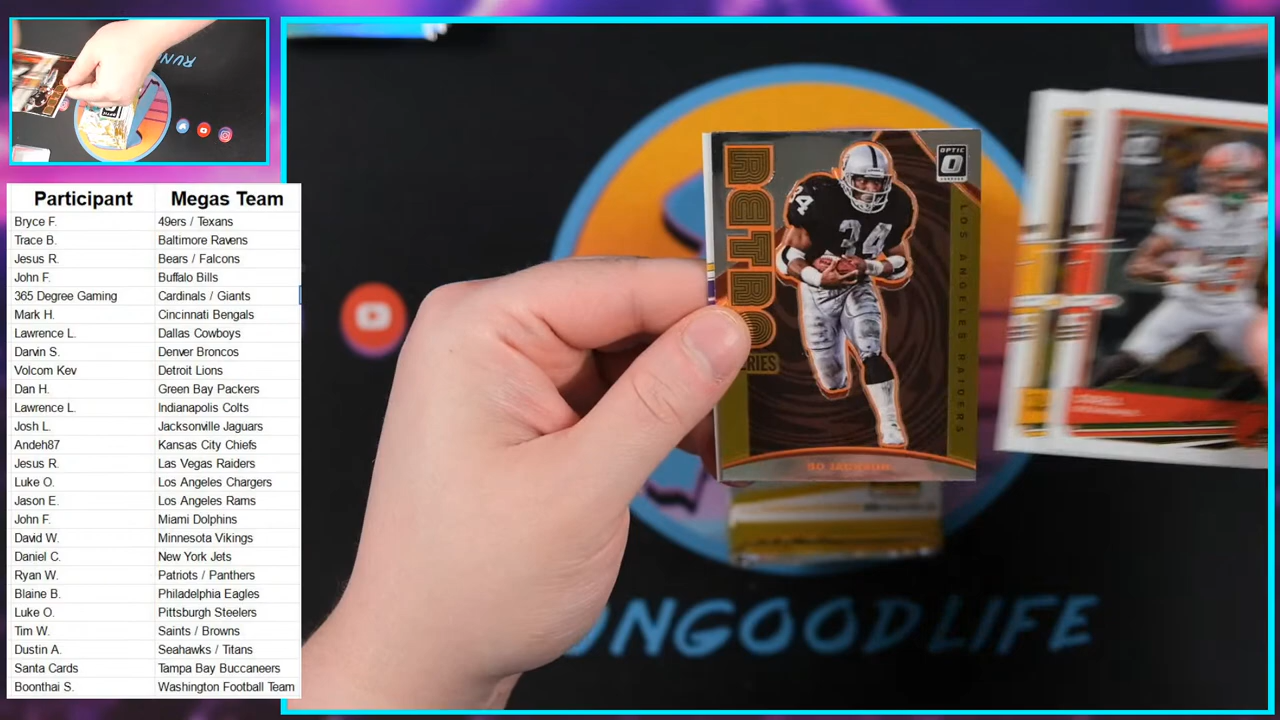 RUN
Participant Megas Team
Bryce F. 49ers / Texans
Trace B. Baltimore Ravens
Jesus R. Bears / Falcons
John F. Buffalo Bills
365 Degree Gaming Cardinals / Giants
Mark H. Cincinnati Bengals
Lawrence L. Dallas Cowboys
Darvin S. Denver Broncos
Volcom Kev Detroit Lions
Dan H. Green Bay Packers
Lawrence L. Indianapolis Colts
Josh L. Jacksonville Jaguars
Andeh87 Kansas City Chiefs
Jesus R. Las Vegas Raiders
Luke O. Los Angeles Chargers
Jason E. Los Angeles Rams
John F. Miami Dolphins
David W. Minnesota Vikings
Daniel C. New York Jets
Ryan W. Patriots / Panthers
Blaine B. Philadelphia Eagles
Luke O. Pittsburgh Steelers
Tim W. Saints / Browns
Dustin A. Seahawks / Titans
Santa Cards Tampa Bay Buccaneers
Boonthai S. Washington Football Team
RETRO
ERIES
OPTIC
34
34
LOS ANGELES RAIDERS
BO JACKSON
UNGOODLIFE